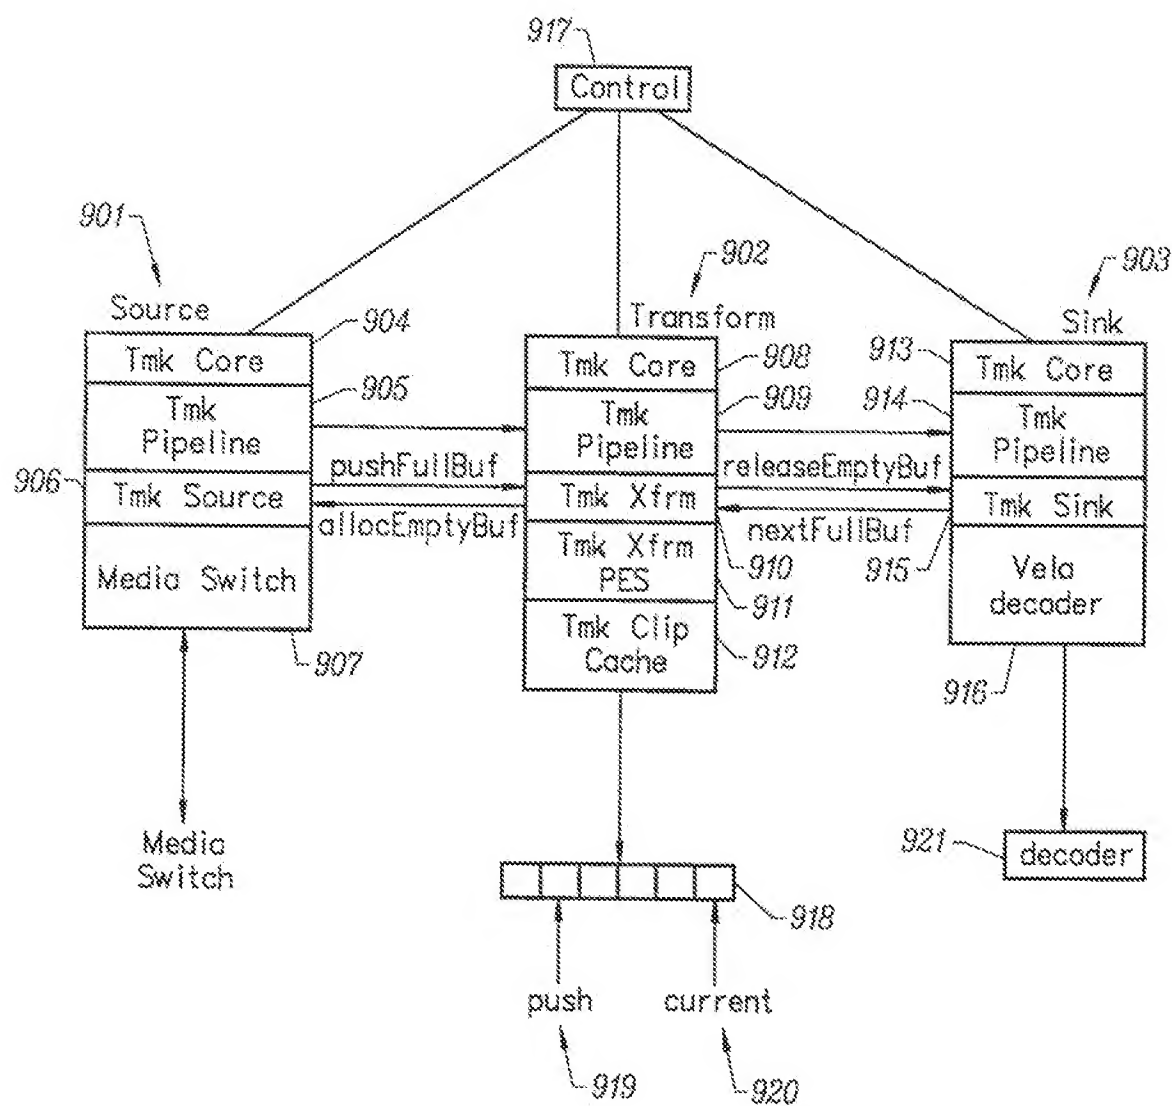 917
Control
901
Source
904
Tmk Core
905
Tmk
Pipeline
pushFullBuf
906
Tmk Source
allocEmptyBuf
Media Switch
907
Media
Switch
902
Transform
908
Tmk Core
909
Tmk
Pipeline
releaseEmptyBuf
Tmk Xfrm
nextFullBuf
910
Tmk Xfrm
PES
911
Tmk Clip
Cache
912
903
Sink
913
Tmk Core
914
Tmk
Pipeline
Tmk Sink
915
Vela
decoder
916
921
decoder
918
push
current
919
920